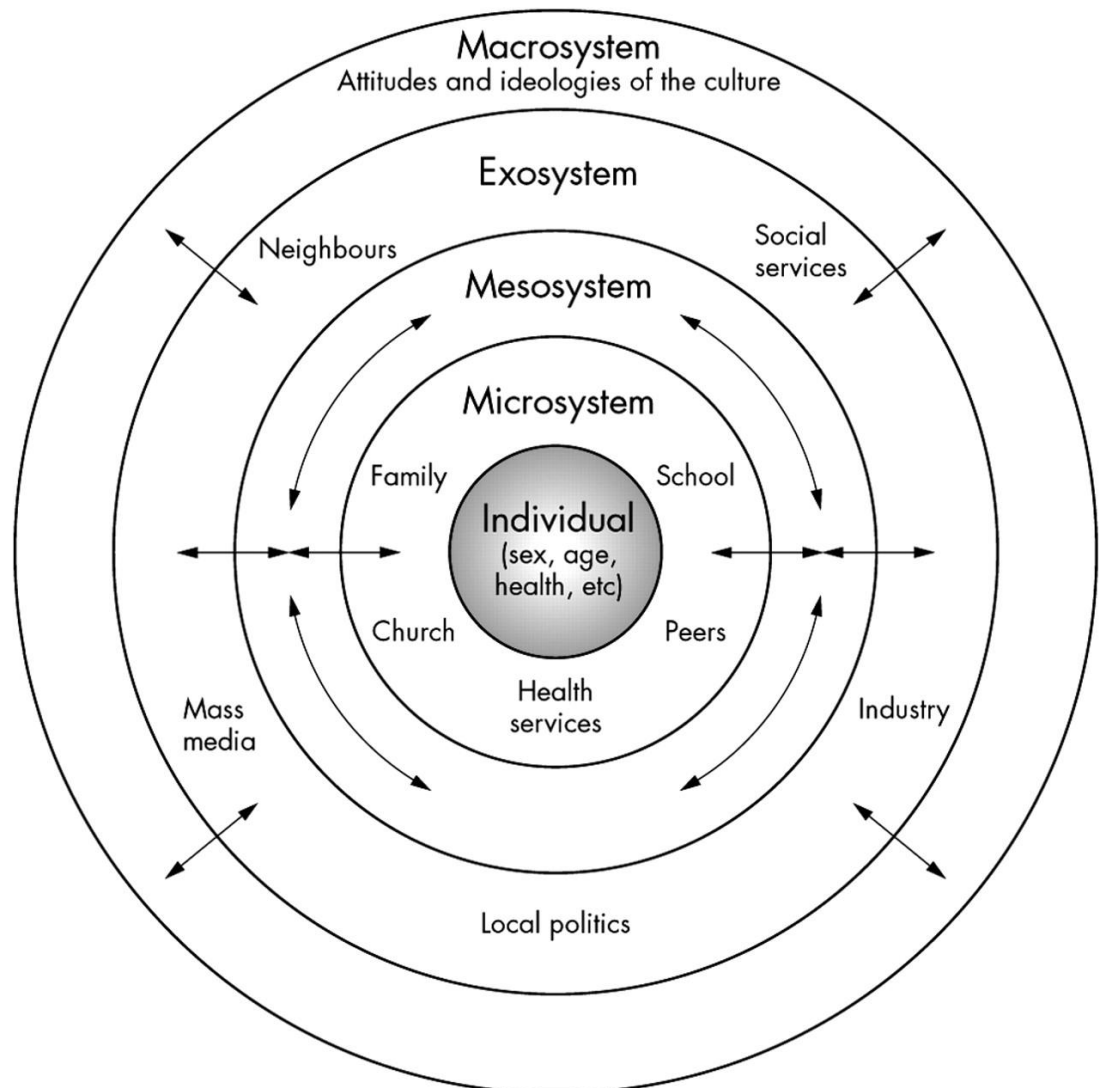 Macrosystem
Attitudes and ideologies of the culture
Exosystem
Neighbours
Social
services
Mesosystem
Microsystem
Family
School
Individual
(sex, age,
health, etc)
Church
Peers
Health
services
Mass
media
Industry
Local politics